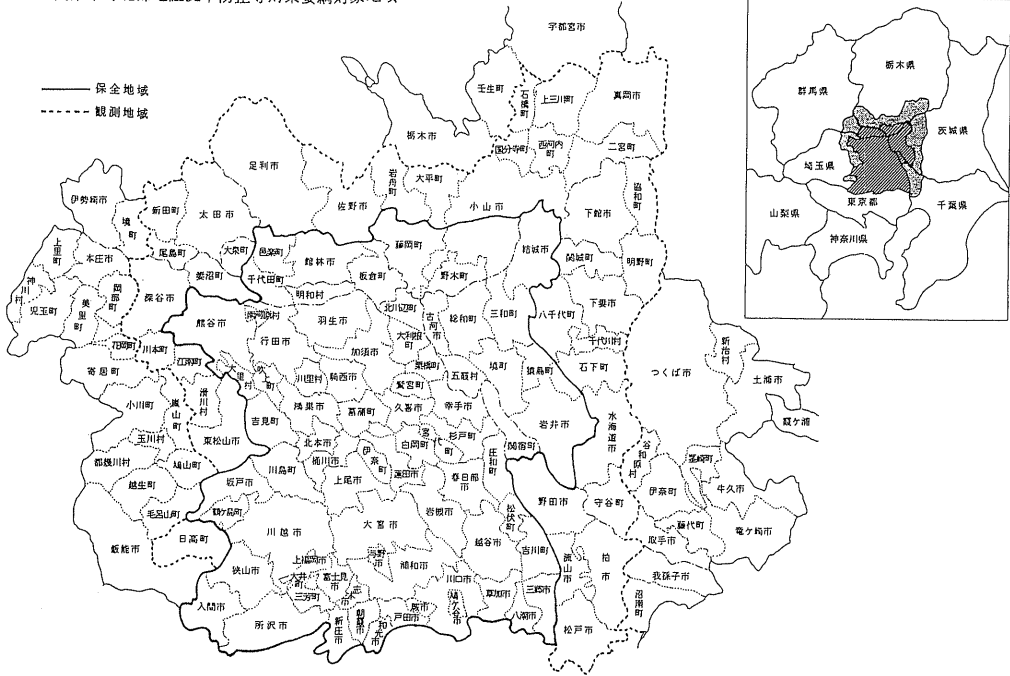 保全地域
観測地域
宇都宮市
壬生町
石橋町
上三川町
真岡市
栃木市
国分寺町
西河内町
二宮町
足利市
岩舟町
大平町
佐野市
小山市
協和町
下館市
伊勢崎市
境町
新田町
太田市
尾島町
大泉町
邑楽町
館林市
藤岡町
結城市
関城町
明野町
上里町
本庄市
妻沼町
千代田町
板倉町
野木町
神川村
児玉町
美里町
岡部町
深谷市
明和村
北川辺町
古河市
総和町
三和町
八千代町
下妻市
熊谷市
羽生市
行田市
大利根町
千代川村
花園町
川本町
江南町
加須市
栗橋町
五霞村
境町
猿島町
石下町
つくば市
新治村
土浦市
霞ヶ浦
寄居町
大里村
吹上町
川里村
騎西町
鷲宮町
小川町
嵐山町
滑川村
吉見町
鴻巣市
菖蒲町
久喜市
幸手市
岩井市
水海道市
玉川村
東松山市
北本市
白岡町
宮代町
杉戸町
関宿町
谷和原村
茎崎町
都幾川村
鳩山町
川島町
桶川市
伊奈町
蓮田市
庄和町
春日部市
牛久市
越生町
坂戸市
上尾市
野田市
守谷町
伊奈町
毛呂山町
鶴ヶ島町
岩槻市
松伏町
藤代町
竜ケ崎市
飯能市
日高町
川越市
大宮市
越谷市
吉川町
取手市
上福岡市
与野市
浦和市
流山市
柏市
我孫子市
狭山市
大井町
富士見市
志木市
川口市
鳩ケ谷市
草加市
三郷市
沼南町
入間市
三芳町
蕨市
戸田市
八潮市
所沢市
新庄市
朝霞市
和光市
松戸市
栃木県
群馬県
茨城県
埼玉県
東京都
山梨県
千葉県
神奈川県